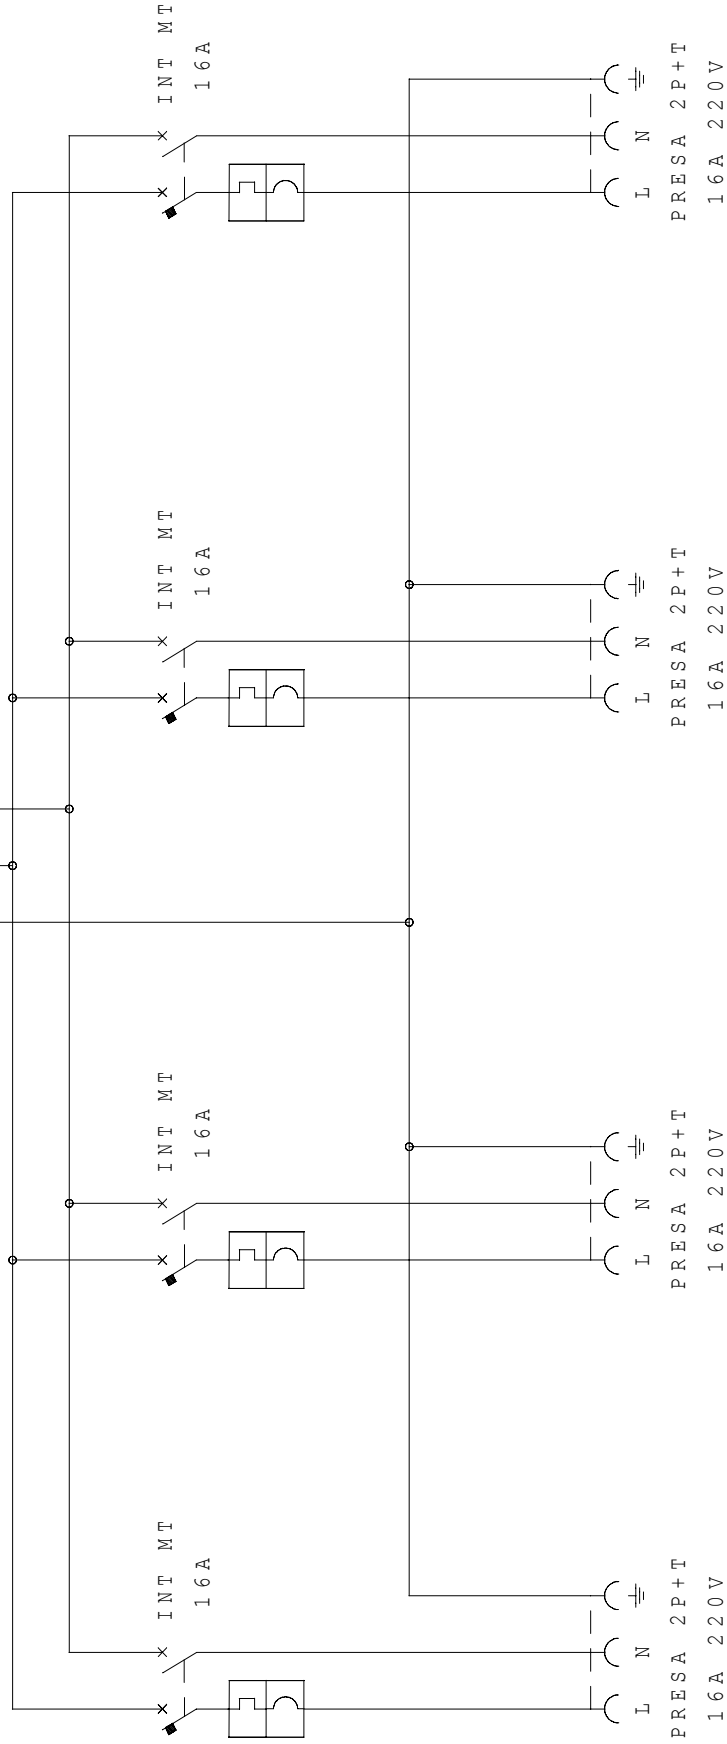 INT MT
16A
L
N
PRESA 2P+T
16A 220V
INT MT
16A
L
N
PRESA 2P+T
16A 220V
INT MT
16A
L
N
PRESA 2P+T
16A 220V
INT MT
16A
L
N
PRESA 2P+T
16A 220V